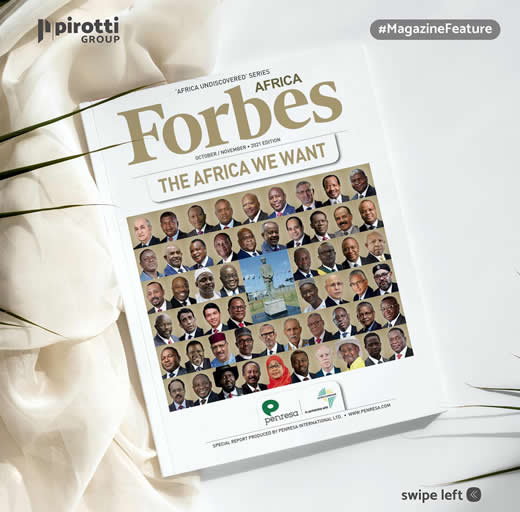 pirotti
GROUP
#MagazineFeature
'AFRICA UNDISCOVERED' SERIES
AFRICA
Forbes
OCTOBER / NOVEMBER • 2021 EDITION
THE AFRICA WE WANT
penresa
SPECIAL REPORT PRODUCED BY PENRESA INTERNATIONAL LTD. • WWW.PENRESA.COM
swipe left